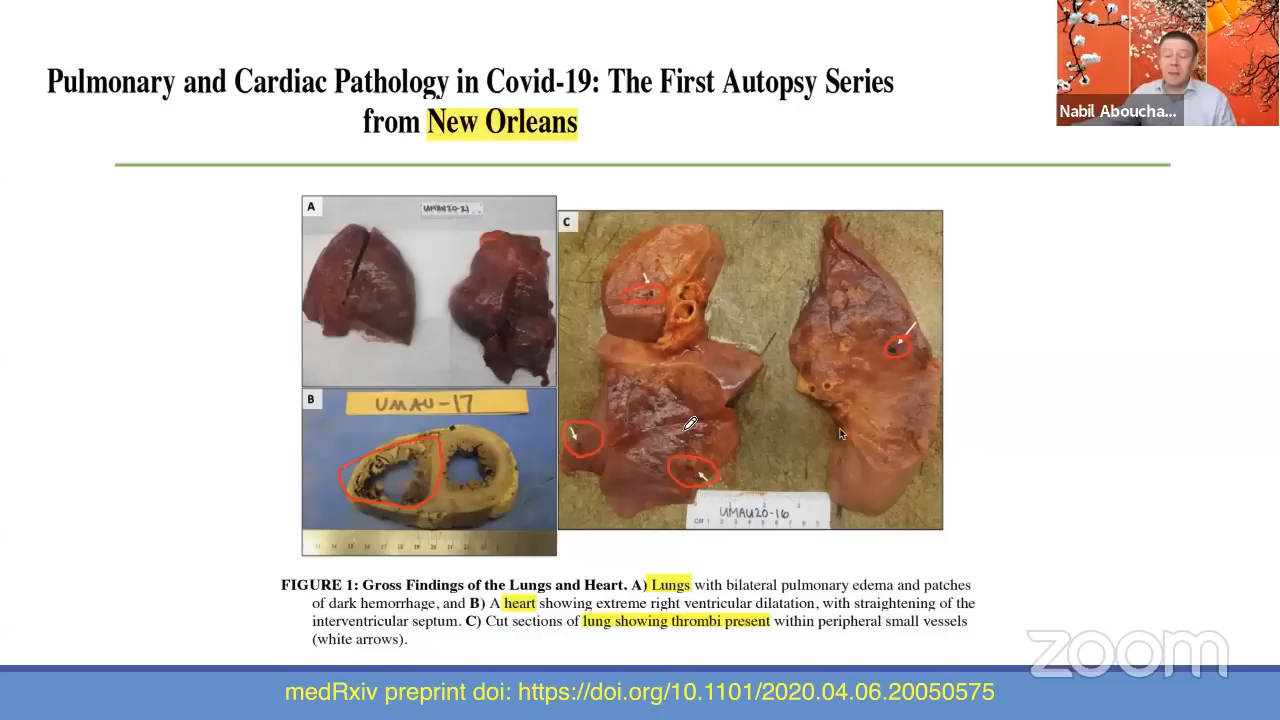 Pulmonary and Cardiac Pathology in Covid-19: The First Autopsy Series
from New Orleans
Nabil Aboucha...
A
UMAU20-21
C
B
UMAU-17
UMAU20-16
CM 1
FIGURE 1: Gross Findings of the Lungs and Heart. A) Lungs with bilateral pulmonary edema and patches
of dark hemorrhage, and B) A heart showing extreme right ventricular dilatation, with straightening of the
interventricular septum. C) Cut sections of lung showing thrombi present within peripheral small vessels
(white arrows).
zoom
medRxiv preprint doi: https://doi.org/10.1101/2020.04.06.20050575